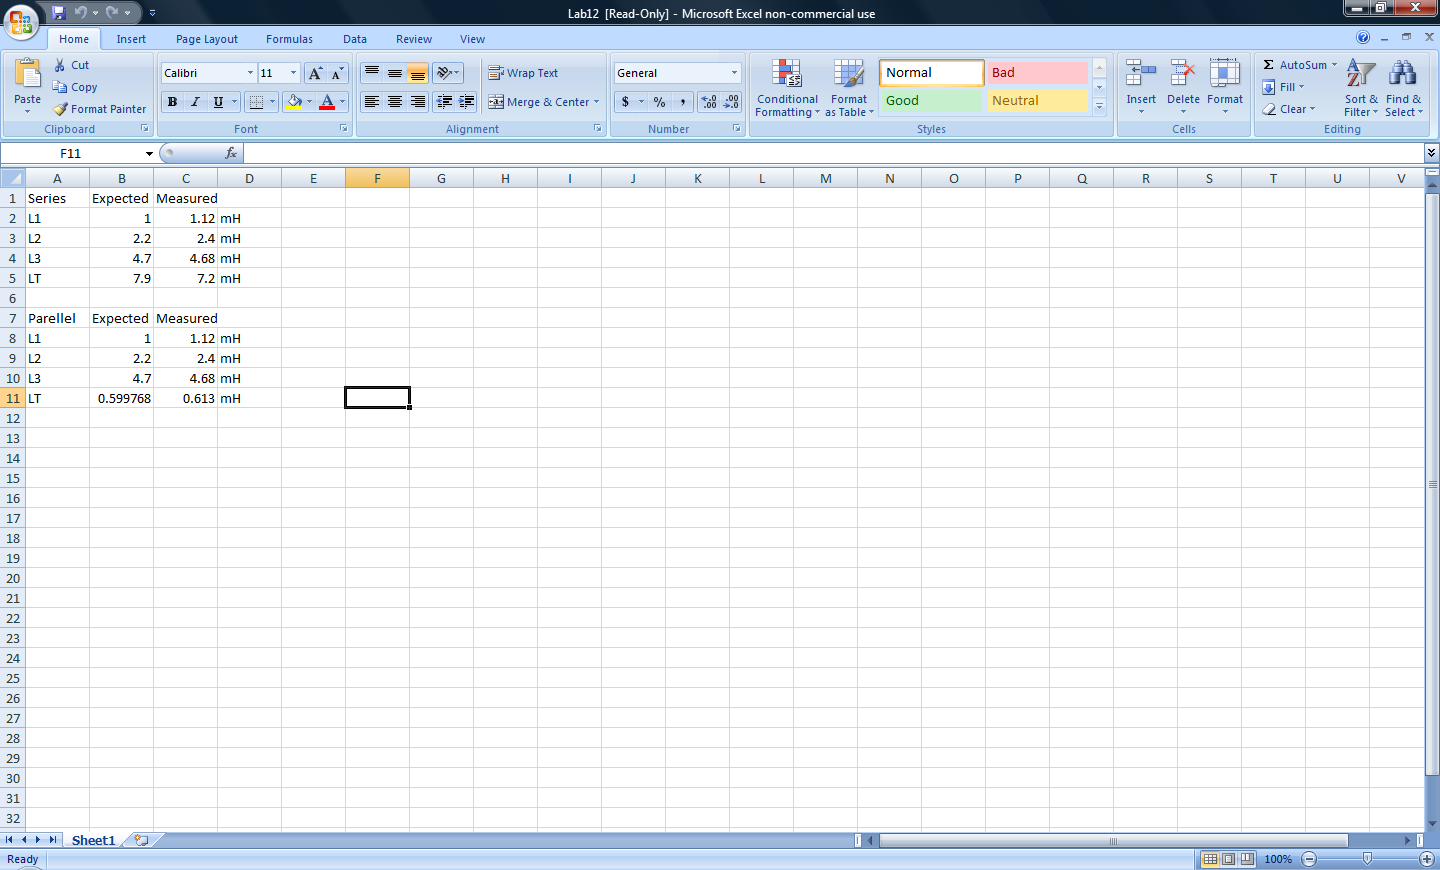 Lab12 [Read-Only] - Microsoft Excel non-commercial use
Home Insert Page Layout Formulas Data Review View
Paste
Cut
Copy
Format Painter
Clipboard
Calibri 11
B I U
Font
Wrap Text
Merge & Center
Alignment
General
$ % ,
Number
Conditional Formatting
Format as Table
Normal Bad
Good Neutral
Styles
Insert Delete Format
Cells
Σ AutoSum
Fill
Clear
Sort & Filter
Find & Select
Editing
F11 fx
A B C D E F G H I J K L M N O P Q R S T U V
1 Series Expected Measured
2 L1 1 1.12 mH
3 L2 2.2 2.4 mH
4 L3 4.7 4.68 mH
5 LT 7.9 7.2 mH
6
7 Parellel Expected Measured
8 L1 1 1.12 mH
9 L2 2.2 2.4 mH
10 L3 4.7 4.68 mH
11 LT 0.599768 0.613 mH
12
13
14
15
16
17
18
19
20
21
22
23
24
25
26
27
28
29
30
31
32
Sheet1
Ready 100%